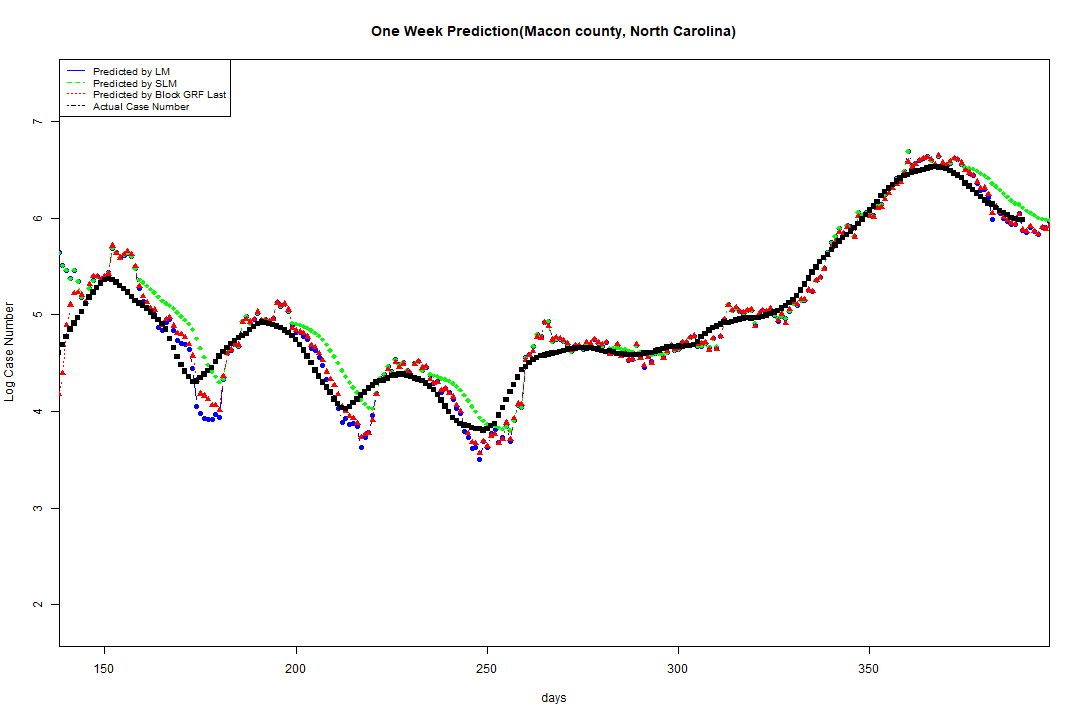 One Week Prediction(Macon county, North Carolina)
Predicted by LM
Predicted by SLM
Predicted by Block GRF Last
Actual Case Number
7
6
5
4
3
2
Log Case Number
150 200 250 300 350
days